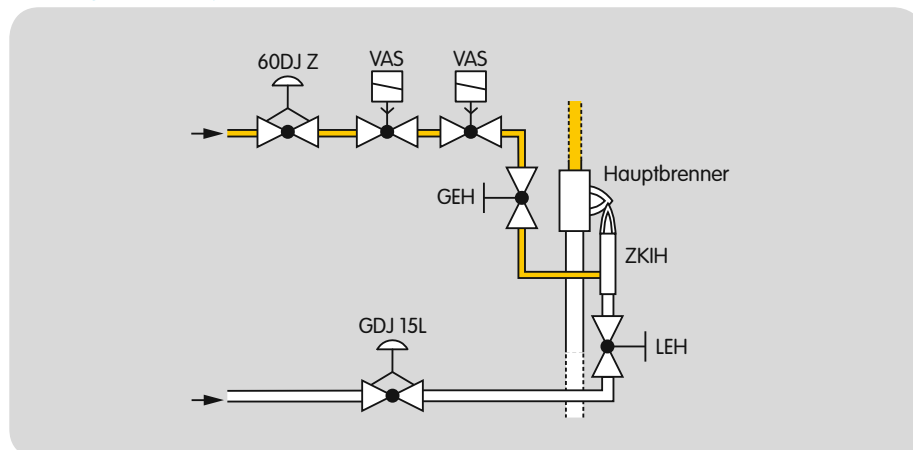 60DJ Z
VAS
VAS
Hauptbrenner
GEH
ZKIH
GDJ 15L
LEH